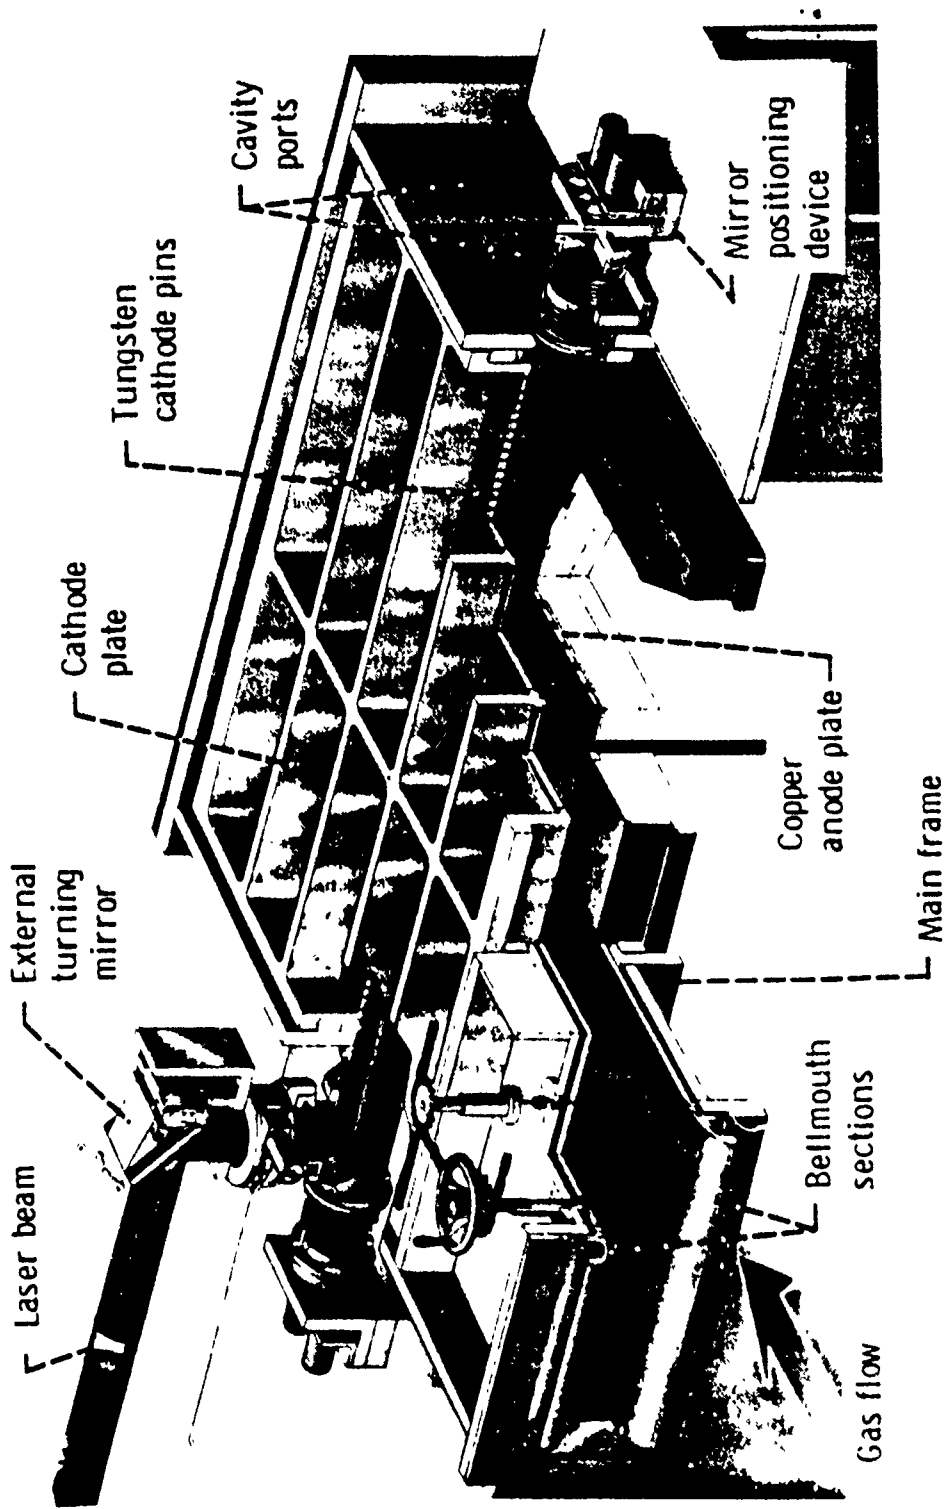 Laser beam
External
turning
mirror
Cathode
plate
Tungsten
cathode pins
Cavity
ports
Mirror
positioning
device
Copper
anode plate
Main frame
Bellmouth
sections
Gas flow